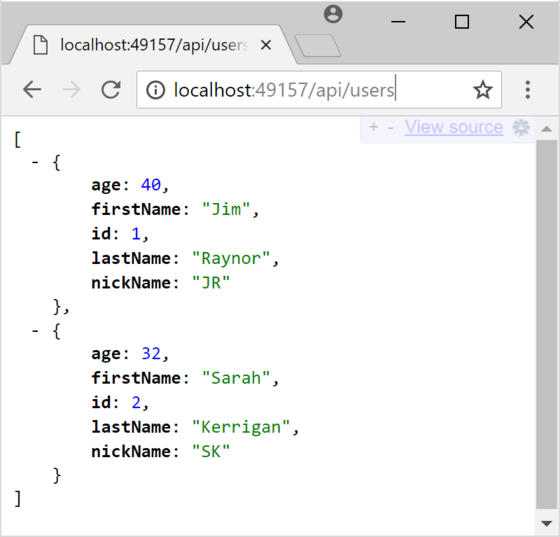 localhost:49157/api/users
localhost:49157/api/users
+ - View source
[
- {
age: 40,
firstName: "Jim",
id: 1,
lastName: "Raynor",
nickName: "JR"
},
- {
age: 32,
firstName: "Sarah",
id: 2,
lastName: "Kerrigan",
nickName: "SK"
}
]